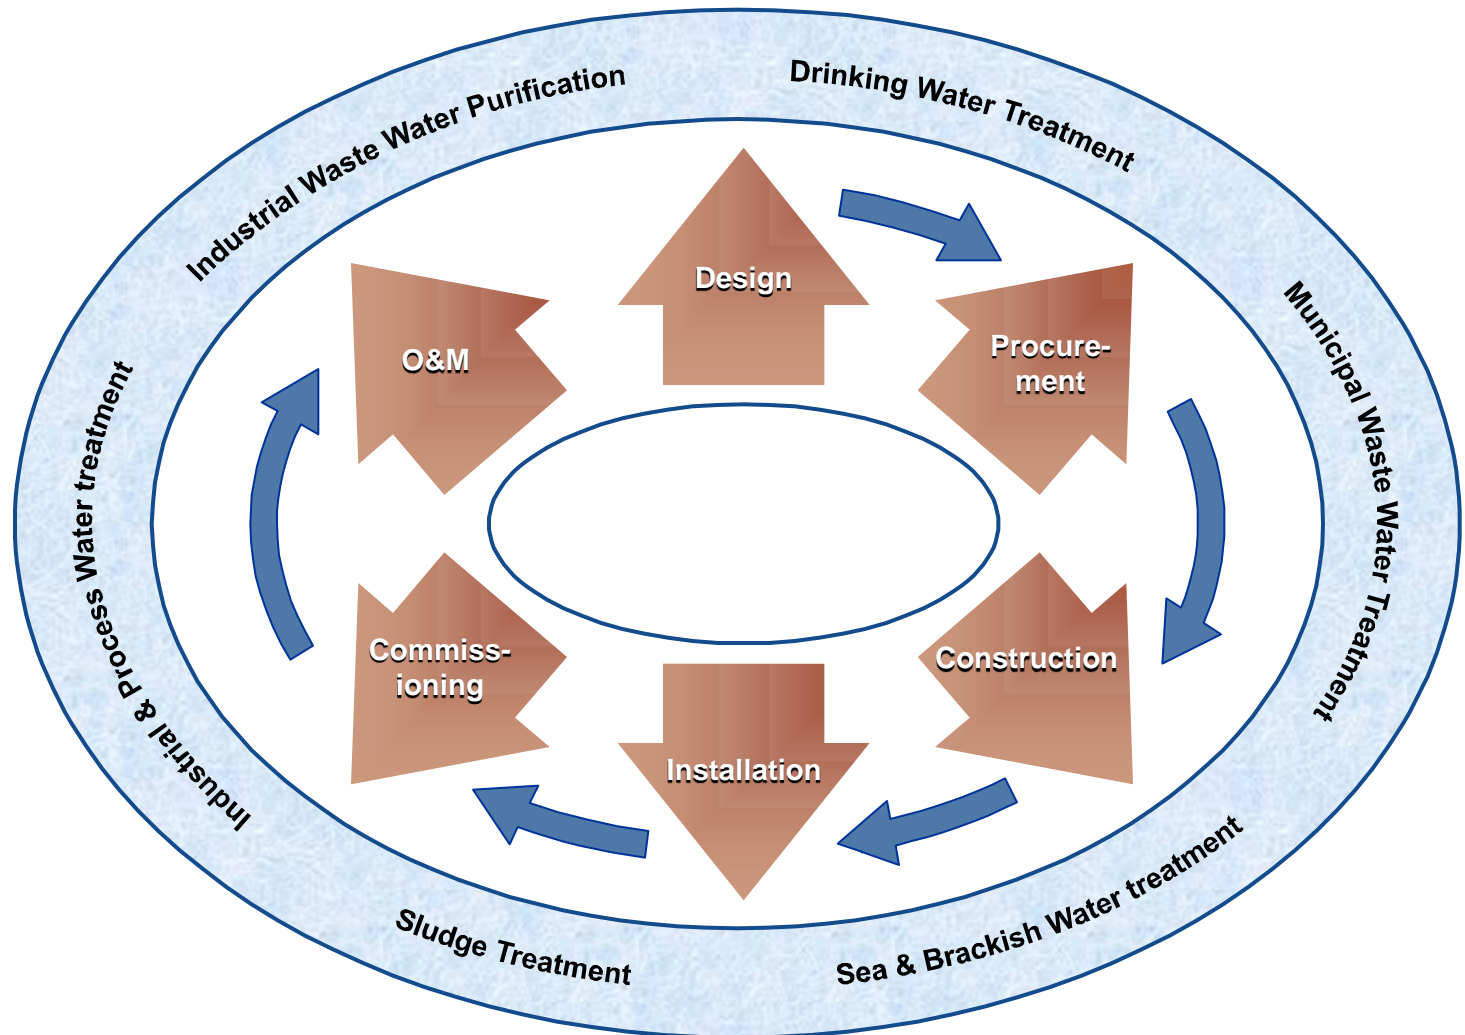 Industrial Waste Water Purification
Drinking Water Treatment
Municipal Waste Water Treatment
Sea & Brackish Water treatment
Sludge Treatment
Industrial & Process Water treatment
Design
Procure-
ment
Construction
Installation
Commiss-
ioning
O&M